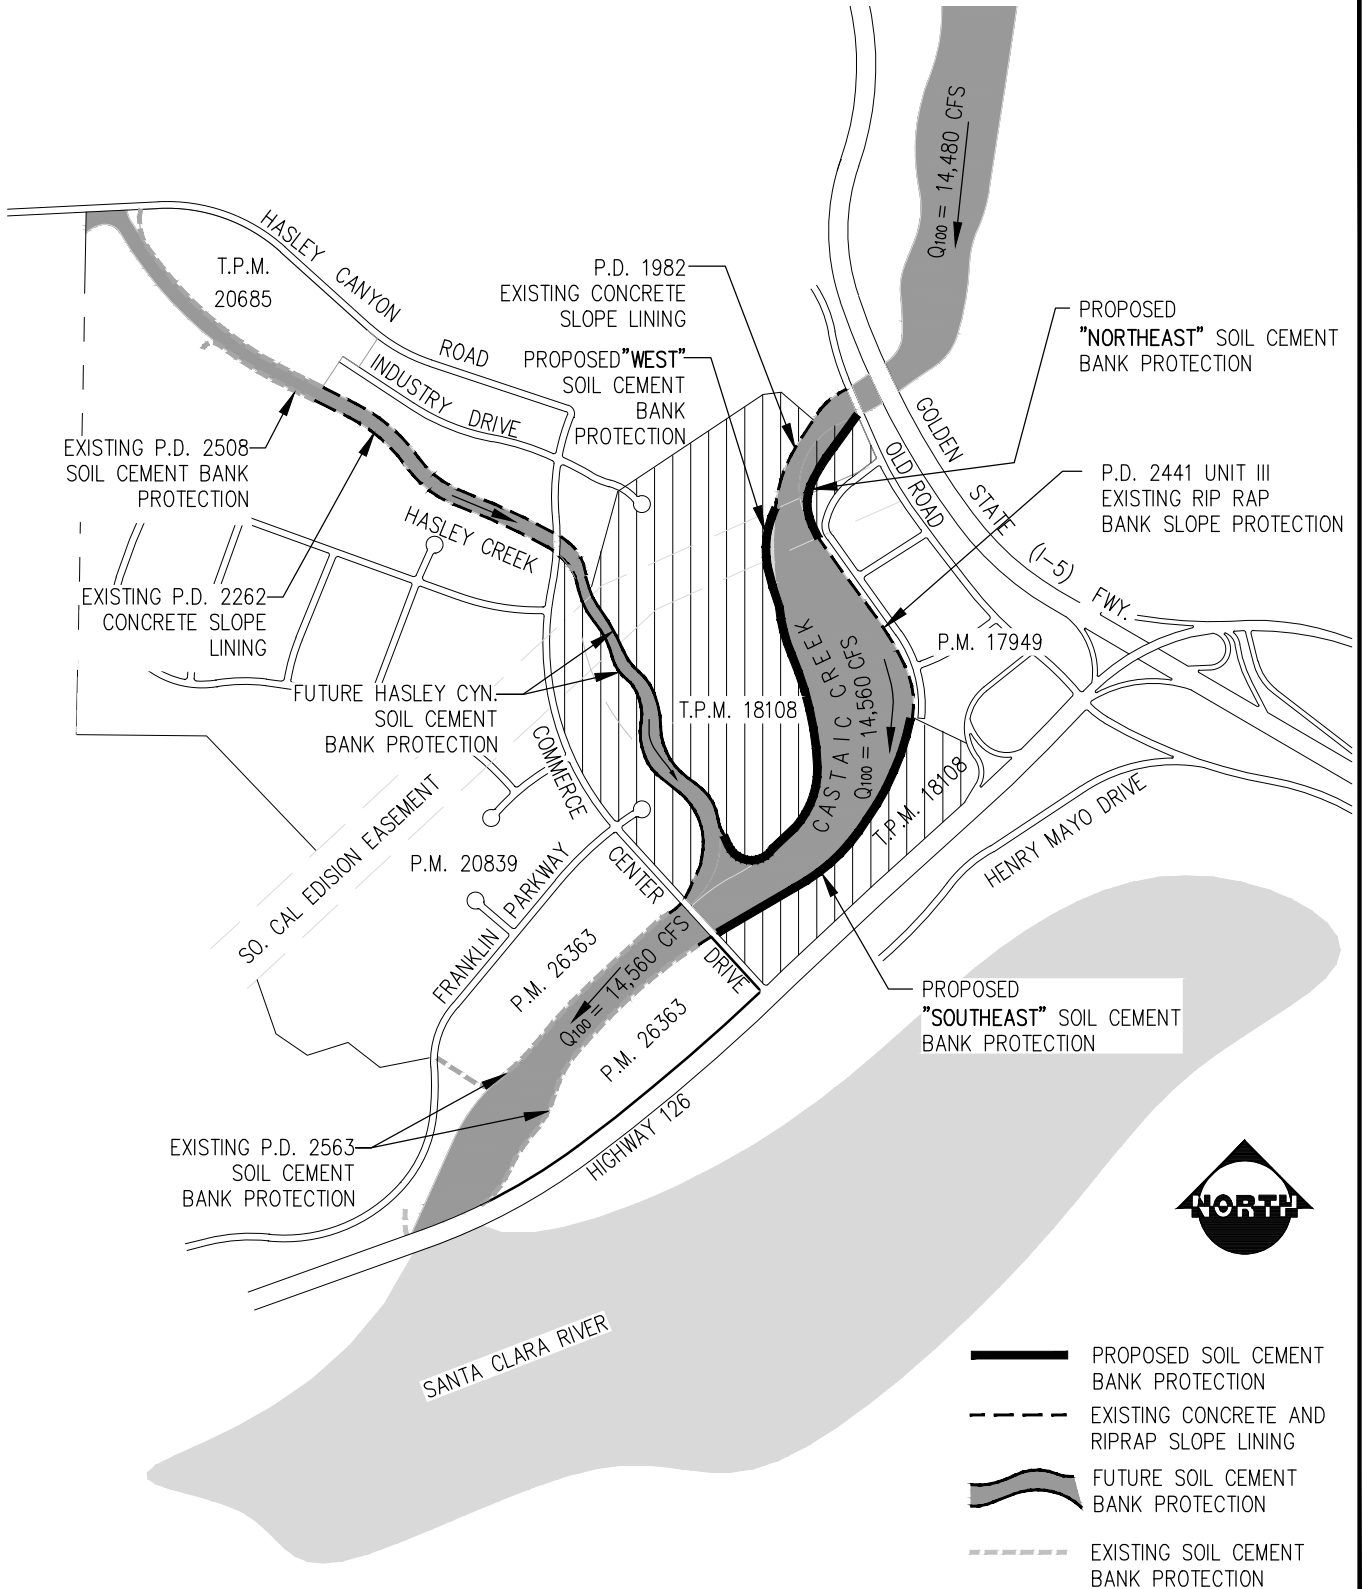 Q100 = 14,480 CFS
HASLEY CANYON ROAD
T.P.M.
20685
P.D. 1982
EXISTING CONCRETE
SLOPE LINING
PROPOSED
"NORTHEAST" SOIL CEMENT
BANK PROTECTION
PROPOSED "WEST"
SOIL CEMENT
BANK
PROTECTION
INDUSTRY DRIVE
GOLDEN STATE (I-5) FWY.
OLD ROAD
EXISTING P.D. 2508
SOIL CEMENT BANK
PROTECTION
P.D. 2441 UNIT III
EXISTING RIP RAP
BANK SLOPE PROTECTION
HASLEY CREEK
EXISTING P.D. 2262
CONCRETE SLOPE
LINING
P.M. 17949
CASTAIC CREEK
Q100 = 14,560 CFS
FUTURE HASLEY CYN.
SOIL CEMENT
BANK PROTECTION
T.P.M. 18108
T.P.M. 18108
COMMERCE CENTER DRIVE
HENRY MAYO DRIVE
SO. CAL EDISION EASEMENT
P.M. 20839
FRANKLIN PARKWAY
P.M. 26363
Q100 = 14,560 CFS
P.M. 26363
PROPOSED
"SOUTHEAST" SOIL CEMENT
BANK PROTECTION
HIGHWAY 126
EXISTING P.D. 2563
SOIL CEMENT
BANK PROTECTION
NORTH
SANTA CLARA RIVER
PROPOSED SOIL CEMENT
BANK PROTECTION
EXISTING CONCRETE AND
RIPRAP SLOPE LINING
FUTURE SOIL CEMENT
BANK PROTECTION
EXISTING SOIL CEMENT
BANK PROTECTION